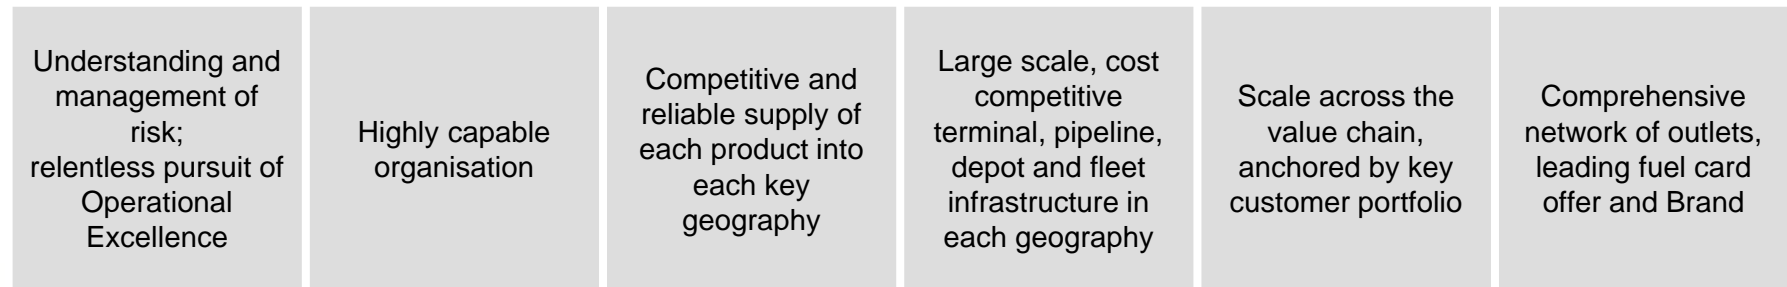 Understanding and
management of
risk;
relentless pursuit of
Operational
Excellence
Highly capable
organisation
Competitive and
reliable supply of
each product into
each key
geography
Large scale, cost
competitive
terminal, pipeline,
depot and fleet
infrastructure in
each geography
Scale across the
value chain,
anchored by key
customer portfolio
Comprehensive
network of outlets,
leading fuel card
offer and Brand